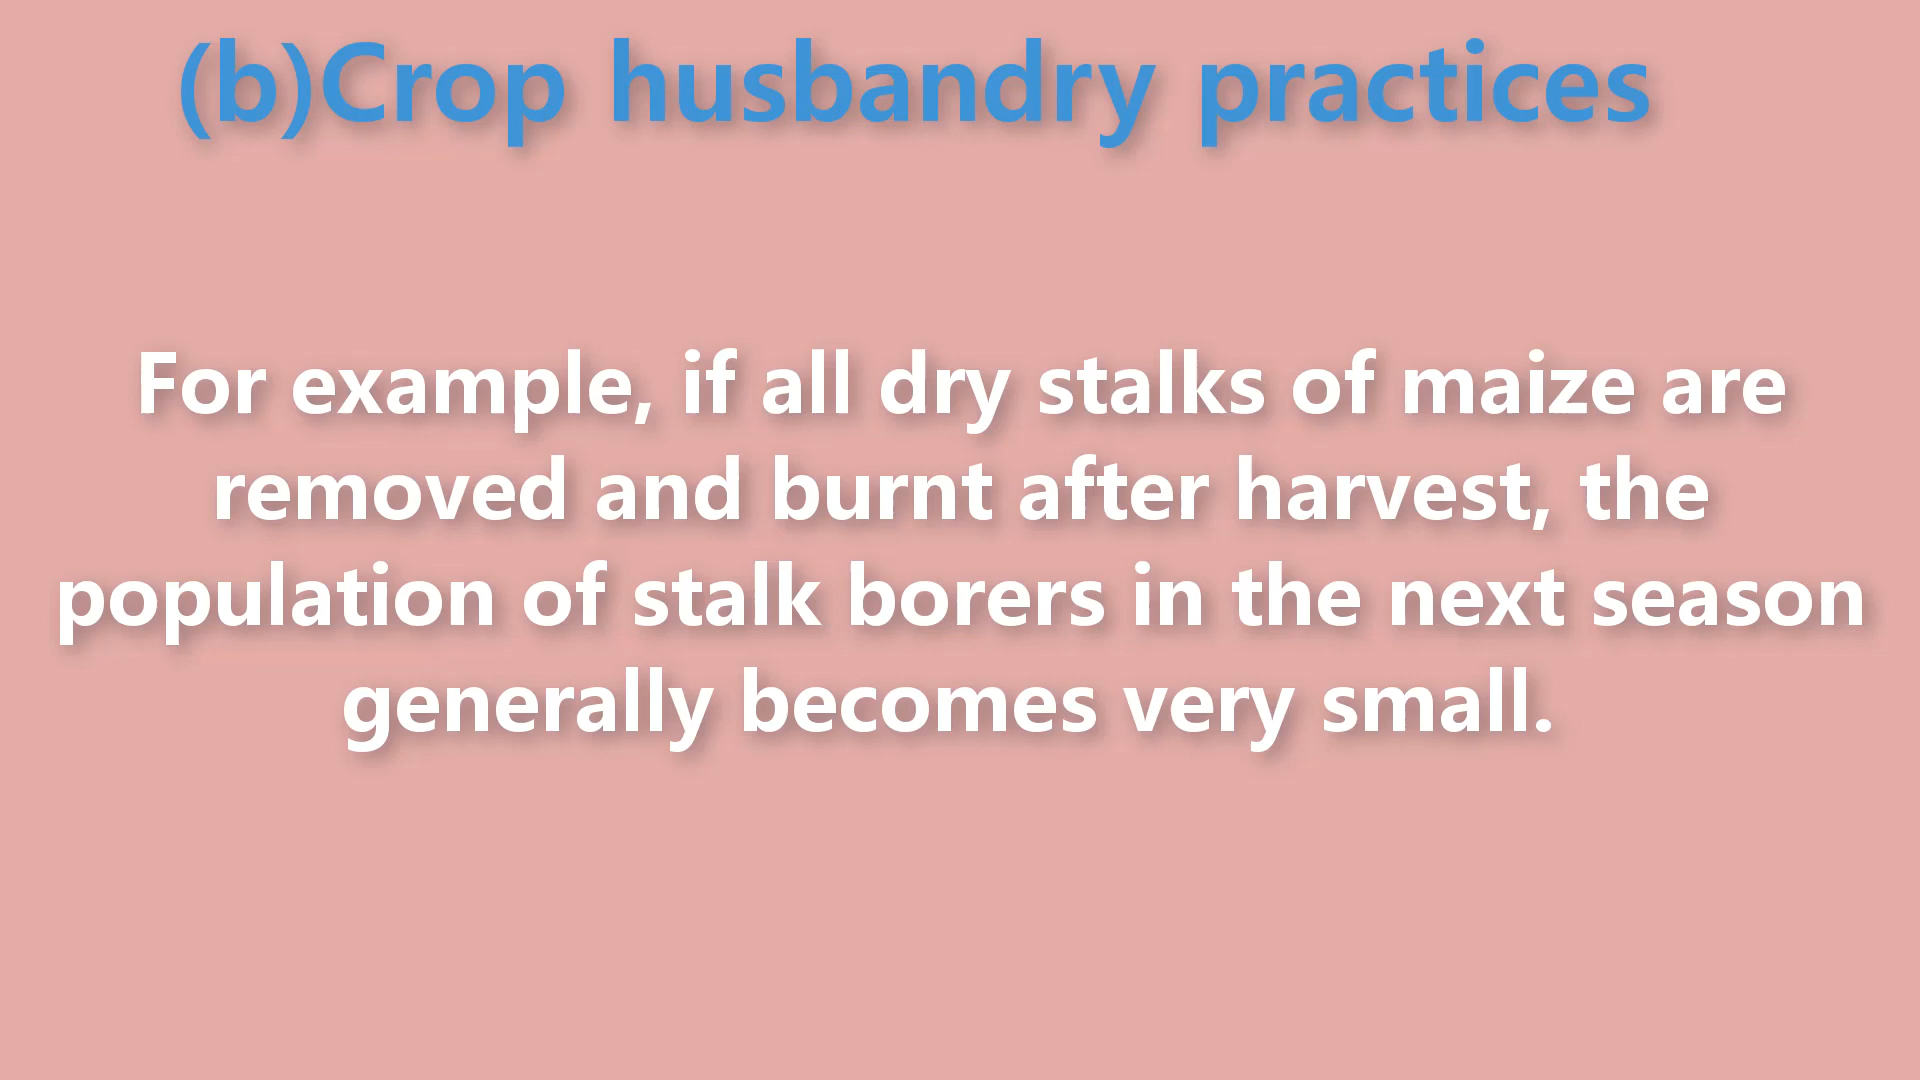 (b)Crop husbandry practices
For example, if all dry stalks of maize are
removed and burnt after harvest, the
population of stalk borers in the next season
generally becomes very small.